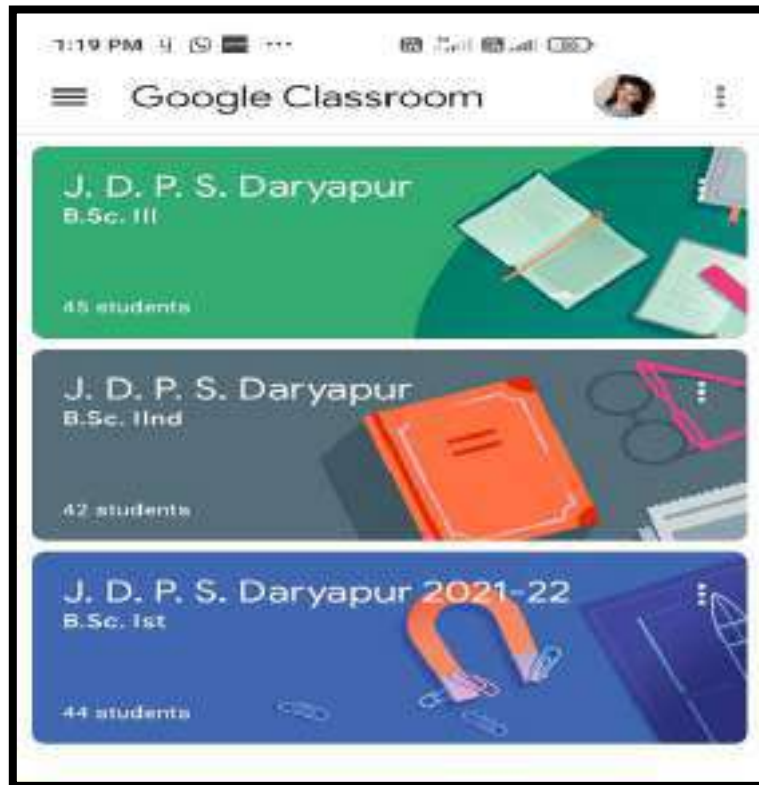 1:19 PM
Google Classroom
J. D. P. S. Daryapur
B.Sc. III
45 students
J. D. P. S. Daryapur
B.Sc. IInd
42 students
J. D. P. S. Daryapur 2021-22
B.Sc. Ist
44 students